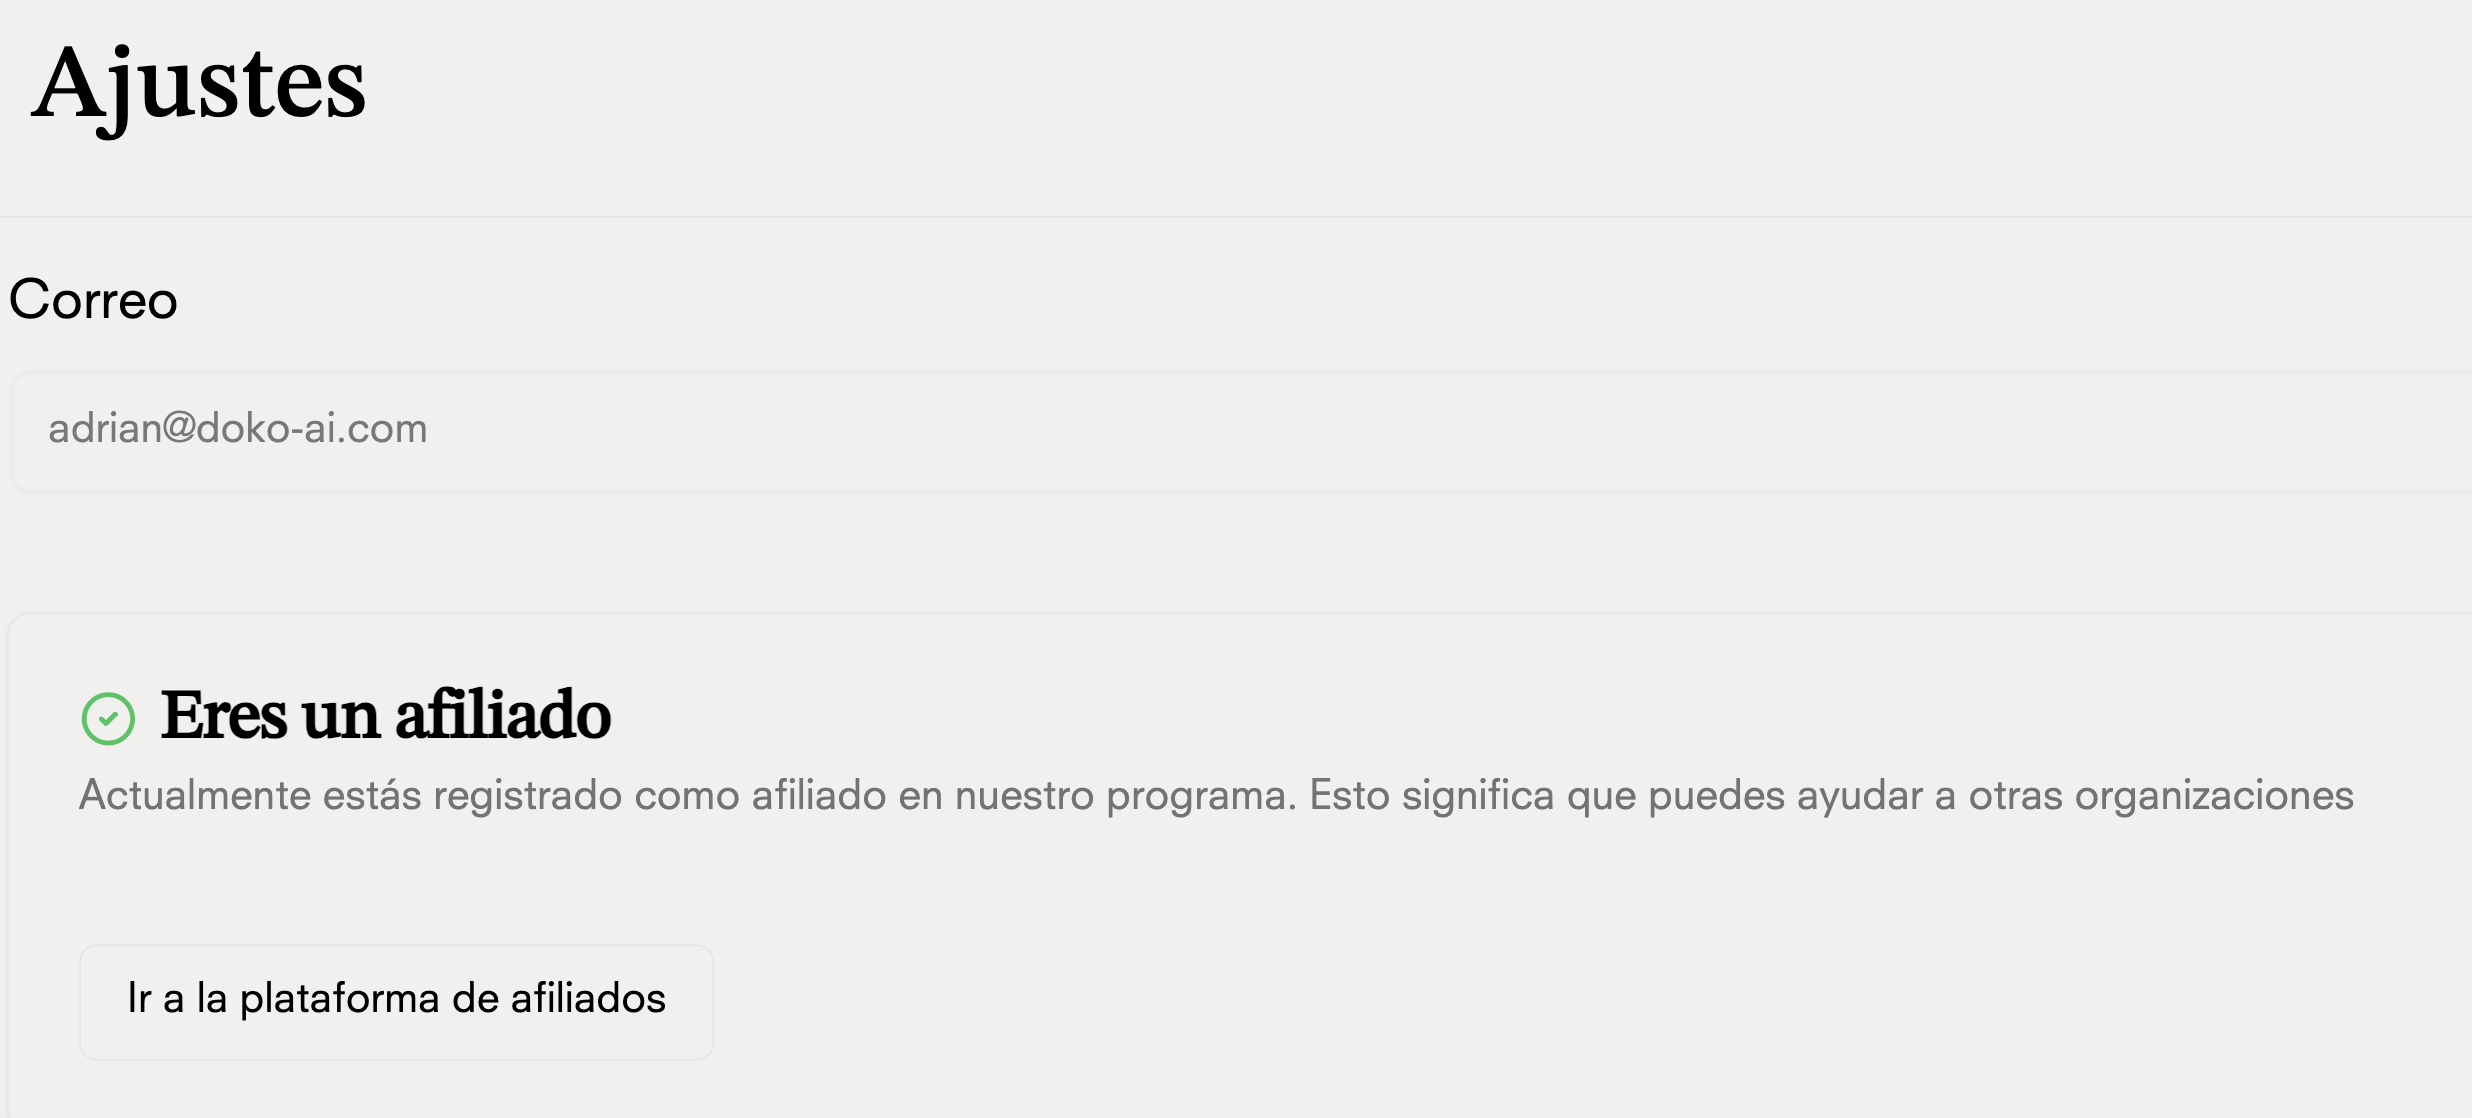 Ajustes
Correo
adrian@doko-ai.com
Eres un afiliado
Actualmente estás registrado como afiliado en nuestro programa. Esto significa que puedes ayudar a otras organizaciones
Ir a la plataforma de afiliados